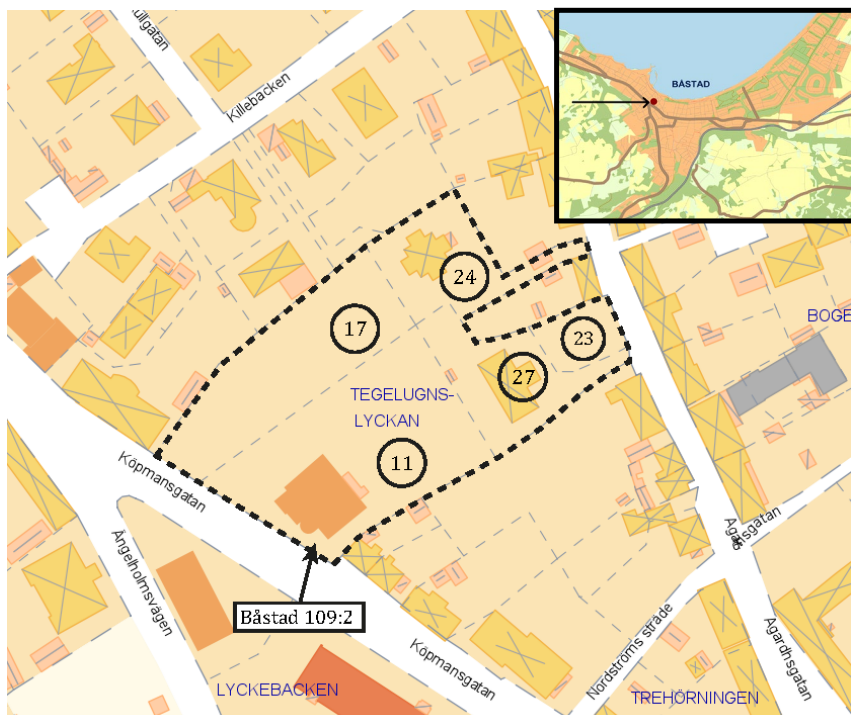 Killebacken
BÅSTAD
24
17
23
BOGE
27
TEGELUGNS-
LYCKAN
11
Köpmansgatan
Ängelholmsvägen
Båstad 109:2
Köpmansgatan
Nordströms stråde
Agardhsgatan
LYCKEBACKEN
TREHÖRNINGEN